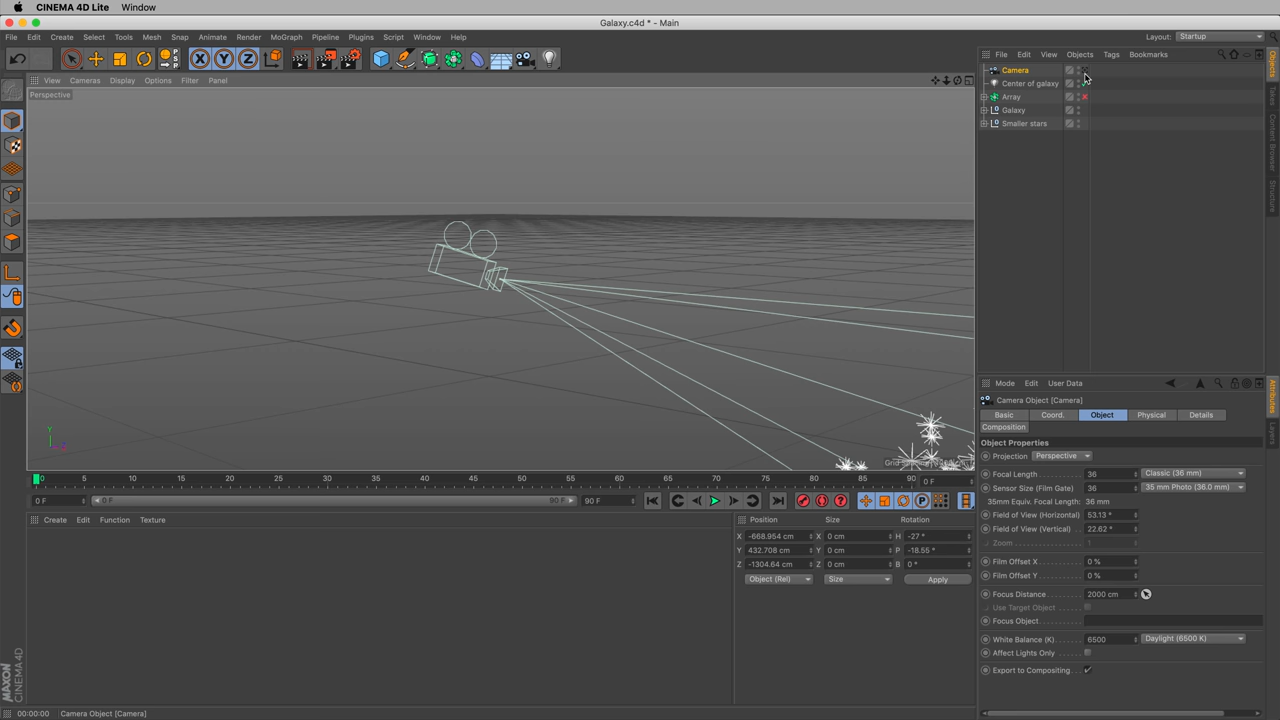 CINEMA 4D Lite Window
Galaxy.c4d * - Main
File Edit Create Select Tools Mesh Snap Animate Render MoGraph Pipeline Plugins Script Window Help
Layout: Startup
PSR
X Y Z
File Edit View Objects Tags Bookmarks
View Cameras Display Options Filter Panel
Perspective
Camera
Center of galaxy
Array
Galaxy
Smaller stars
Objects
Takes
Content Browser
Structure
Mode Edit User Data
Attributes
Layers
Camera Object [Camera]
Basic Coord. Object Physical Details
Composition
Object Properties
Projection Perspective
Focal Length 36 Classic (36 mm)
Sensor Size (Film Gate) 36 35 mm Photo (36.0 mm)
35mm Equiv. Focal Length: 36 mm
Field of View (Horizontal) 53.13 °
Field of View (Vertical) 22.62 °
Zoom 1
Film Offset X 0 %
Film Offset Y 0 %
Focus Distance 2000 cm
Use Target Object
Focus Object
White Balance (K) 6500 Daylight (6500 K)
Affect Lights Only
Export to Compositing
Y
Z
0 5 10 15 20 25 30 35 40 45 50 55 60 65 70 75 80 85 90 0 F
0 F 0 F 90 F 90 F
P
Create Edit Function Texture
Position Size Rotation
X -668.954 cm X 0 cm H -27 °
Y 432.708 cm Y 0 cm P -18.55 °
Z -1304.64 cm Z 0 cm B 0 °
Object (Rel) Size Apply
MAXON
CINEMA 4D
00:00:00 Camera Object [Camera]